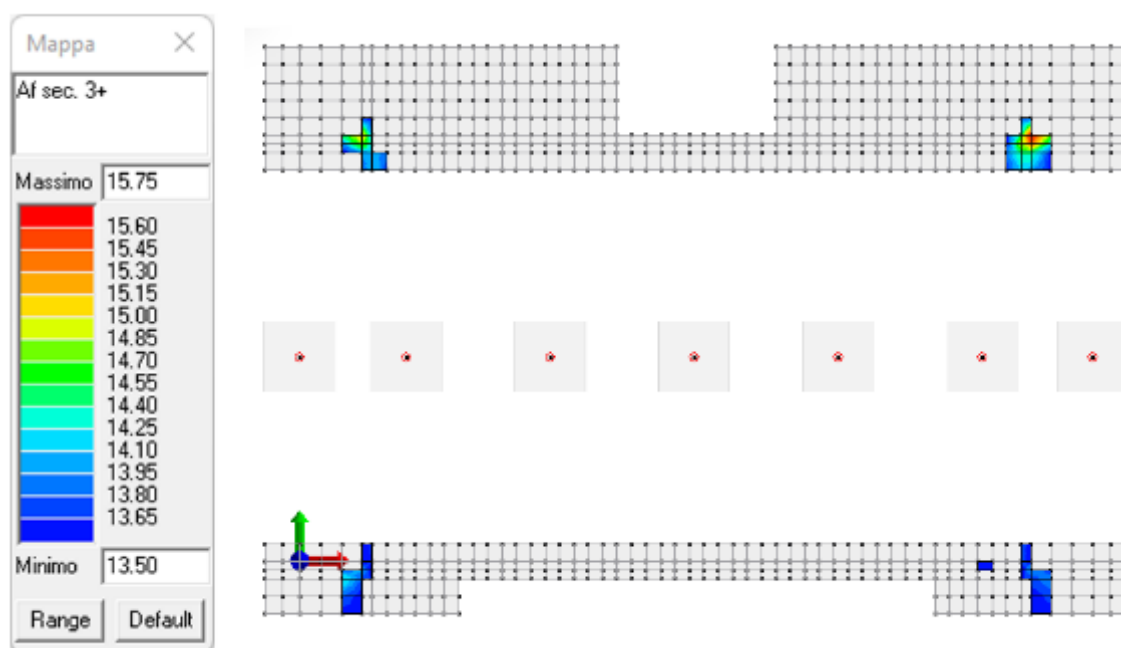 Mappa
Af sec. 3+
Massimo 15.75
15.60
15.45
15.30
15.15
15.00
14.85
14.70
14.55
14.40
14.25
14.10
13.95
13.80
13.65
Minimo 13.50
Range Default